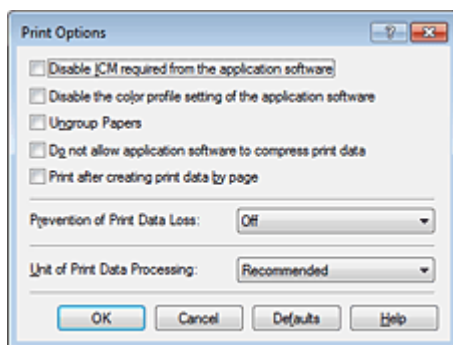 Print Options
Disable ICM required from the application software
Disable the color profile setting of the application software
Ungroup Papers
Do not allow application software to compress print data
Print after creating print data by page
Prevention of Print Data Loss: Off
Unit of Print Data Processing: Recommended
OK Cancel Defaults Help